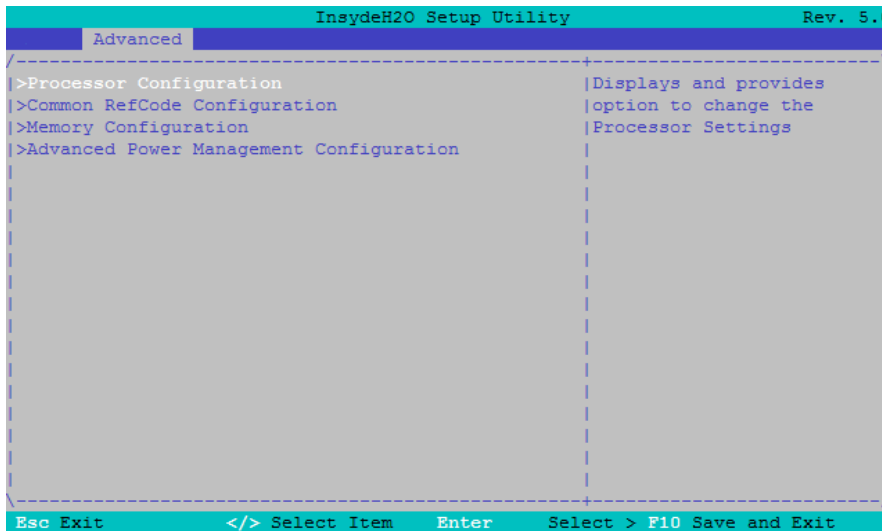 InsydeH2O Setup Utility Rev. 5.
Advanced
>Processor Configuration
Displays and provides
>Common RefCode Configuration
option to change the
>Memory Configuration
Processor Settings
>Advanced Power Management Configuration
Esc Exit </> Select Item Enter Select > F10 Save and Exit